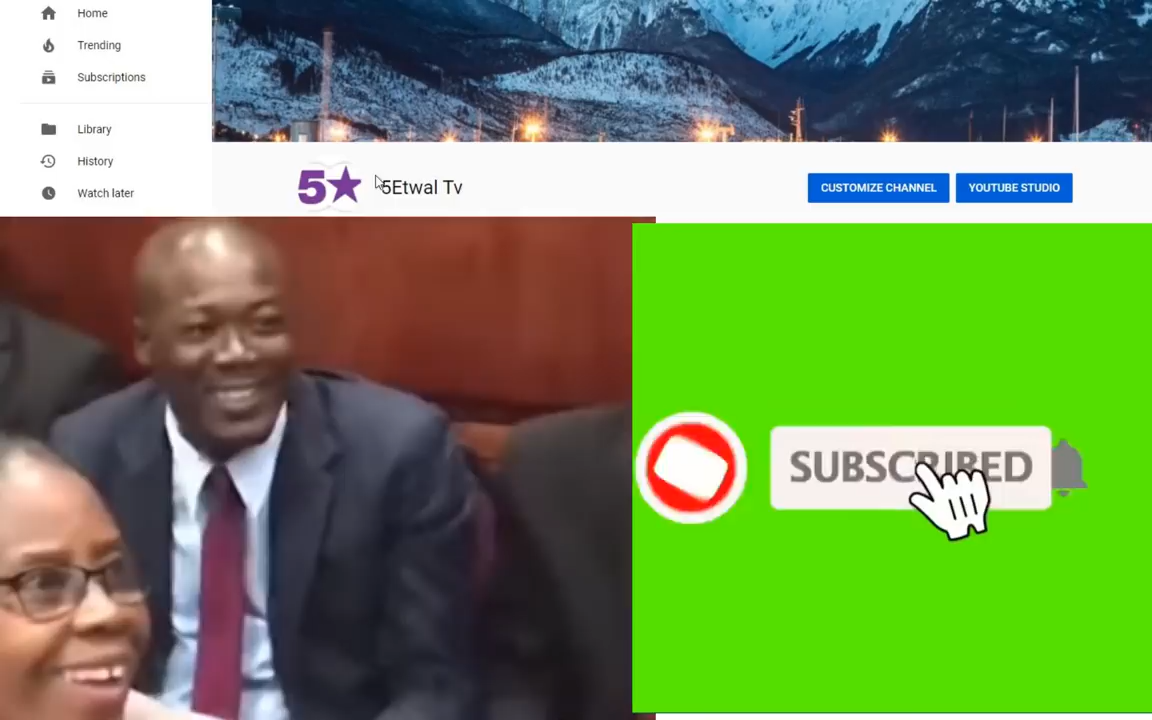 Home
Trending
Subscriptions
Library
History
Watch later
5★
5Etwal Tv
CUSTOMIZE CHANNEL
YOUTUBE STUDIO
SUBSCRIBED